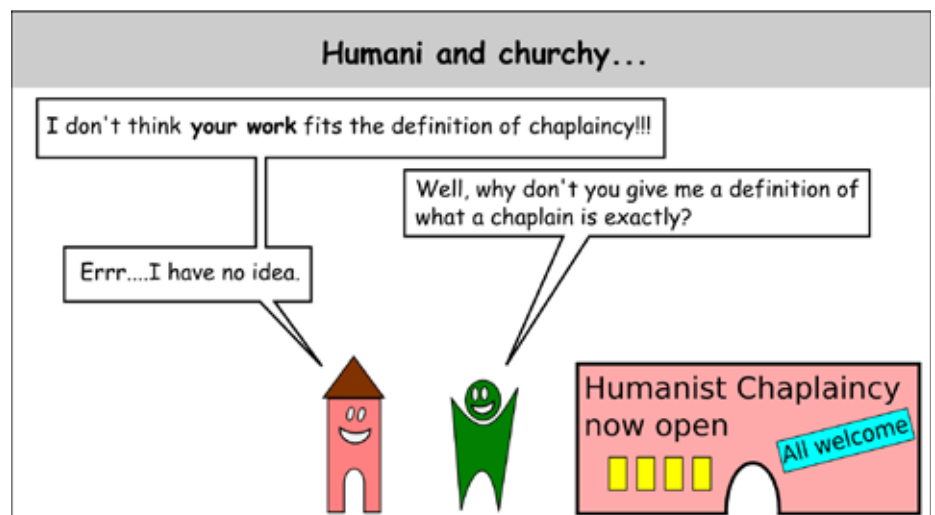 Humani and churchy...
I don't think your work fits the definition of chaplaincy!!!
Well, why don't you give me a definition of
what a chaplain is exactly?
Errr....I have no idea.
Humanist Chaplaincy
now open
All welcome